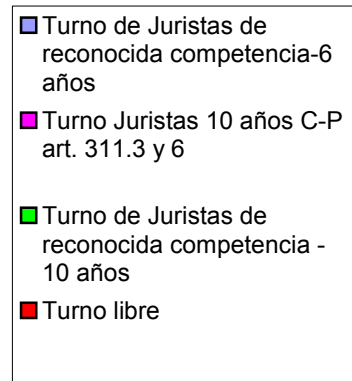 Turno de Juristas de
reconocida competencia-6
años
Turno Juristas 10 años C-P
art. 311.3 y 6
Turno de Juristas de
reconocida competencia -
10 años
Turno libre